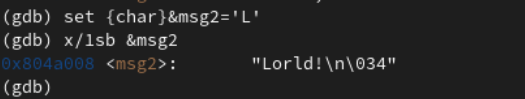 (gdb) set {char}&msg2='L'
(gdb) x/1sb &msg2
0x804a008 <msg2>:       "Lorld!\n\034"
(gdb)